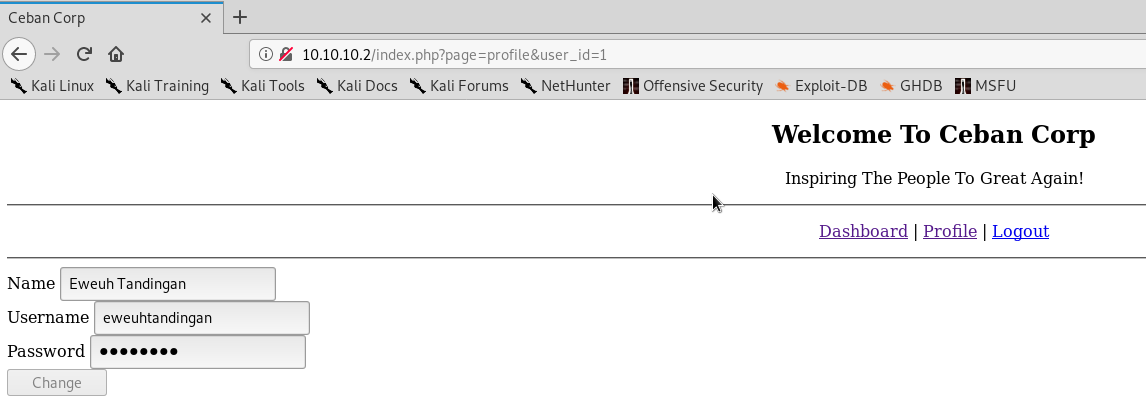 Ceban Corp
10.10.10.2/index.php?page=profile&user_id=1
Kali Linux Kali Training Kali Tools Kali Docs Kali Forums NetHunter Offensive Security Exploit-DB GHDB MSFU
Welcome To Ceban Corp
Inspiring The People To Great Again!
Dashboard | Profile | Logout
Name Eweuh Tandingan
Username eweuhtandingan
Password ●●●●●●●●
Change